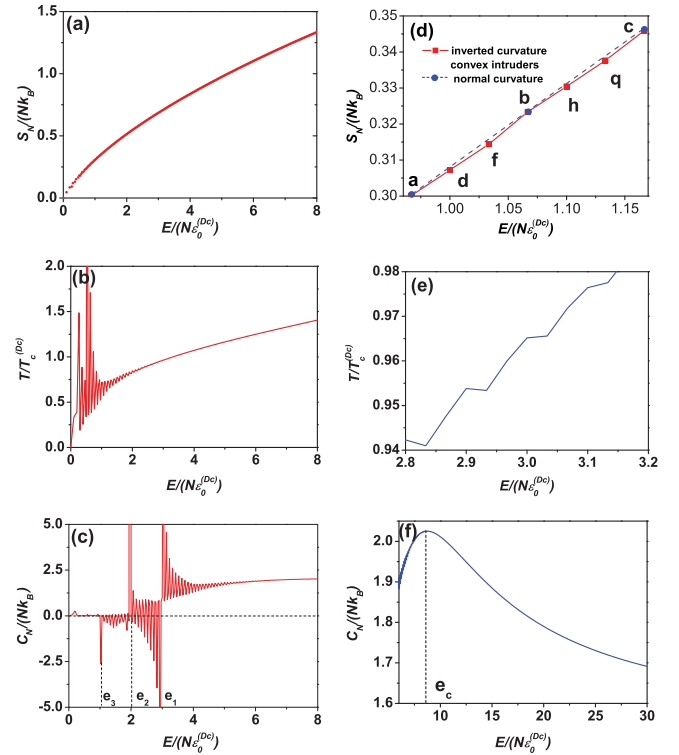 (a)
1.5
1.0
0.5
0.0
S_N/(Nk_B)
0 2 4 6 8
E/(Nε_0^(Dc))
(d)
0.35
0.34
0.33
0.32
0.31
0.30
S_N/(Nk_B)
inverted curvature
convex intruders
normal curvature
a
d
f
b
h
q
c
1.00 1.05 1.10 1.15
E/(Nε_0^(Dc))
(b)
2.0
1.5
1.0
0.5
0.0
T/T_c^(Dc)
0 2 4 6 8
E/(Nε_0^(Dc))
(e)
0.98
0.97
0.96
0.95
0.94
T/T_c^(Dc)
2.8 2.9 3.0 3.1 3.2
E/(Nε_0^(Dc))
(c)
5.0
2.5
0.0
-2.5
-5.0
C_N/(Nk_B)
e_3 e_2 e_1
0 2 4 6 8
E/(Nε_0^(Dc))
(f)
2.0
1.9
1.8
1.7
1.6
C_N/(Nk_B)
e_c
10 15 20 25 30
E/(Nε_0^(Dc))